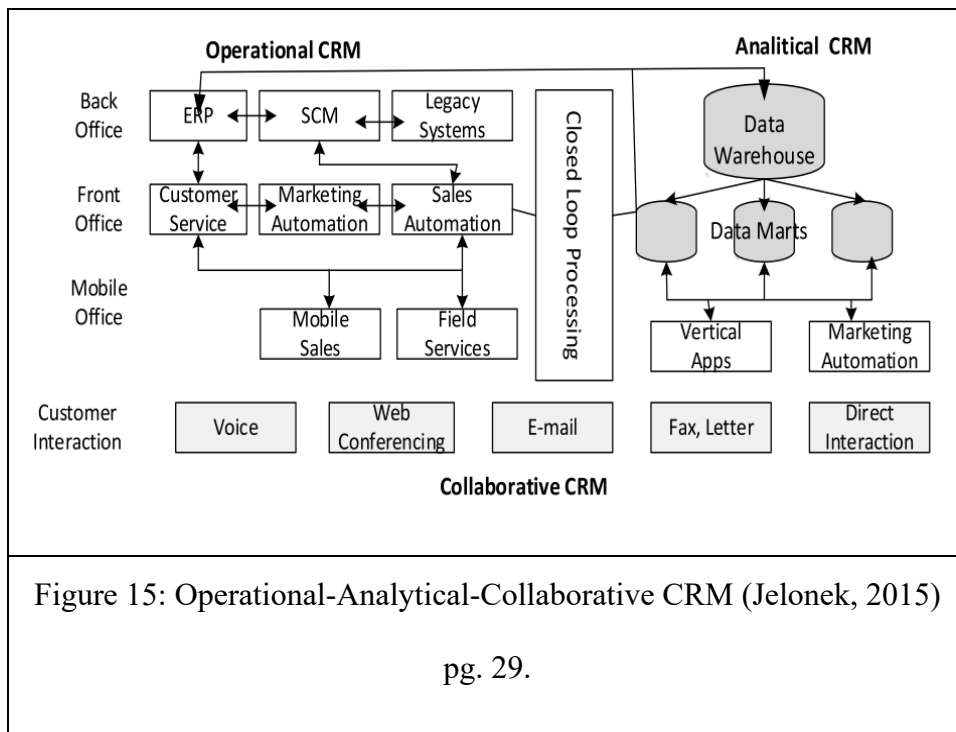 Operational CRM
Analitical CRM
Back
Office
ERP
SCM
Legacy
Systems
Closed Loop Processing
Data
Warehouse
Front
Office
Customer
Service
Marketing
Automation
Sales
Automation
Data Marts
Mobile
Office
Mobile
Sales
Field
Services
Vertical
Apps
Marketing
Automation
Customer
Interaction
Voice
Web
Conferencing
E-mail
Fax, Letter
Direct
Interaction
Collaborative CRM
Figure 15: Operational-Analytical-Collaborative CRM (Jelonek, 2015)
pg. 29.